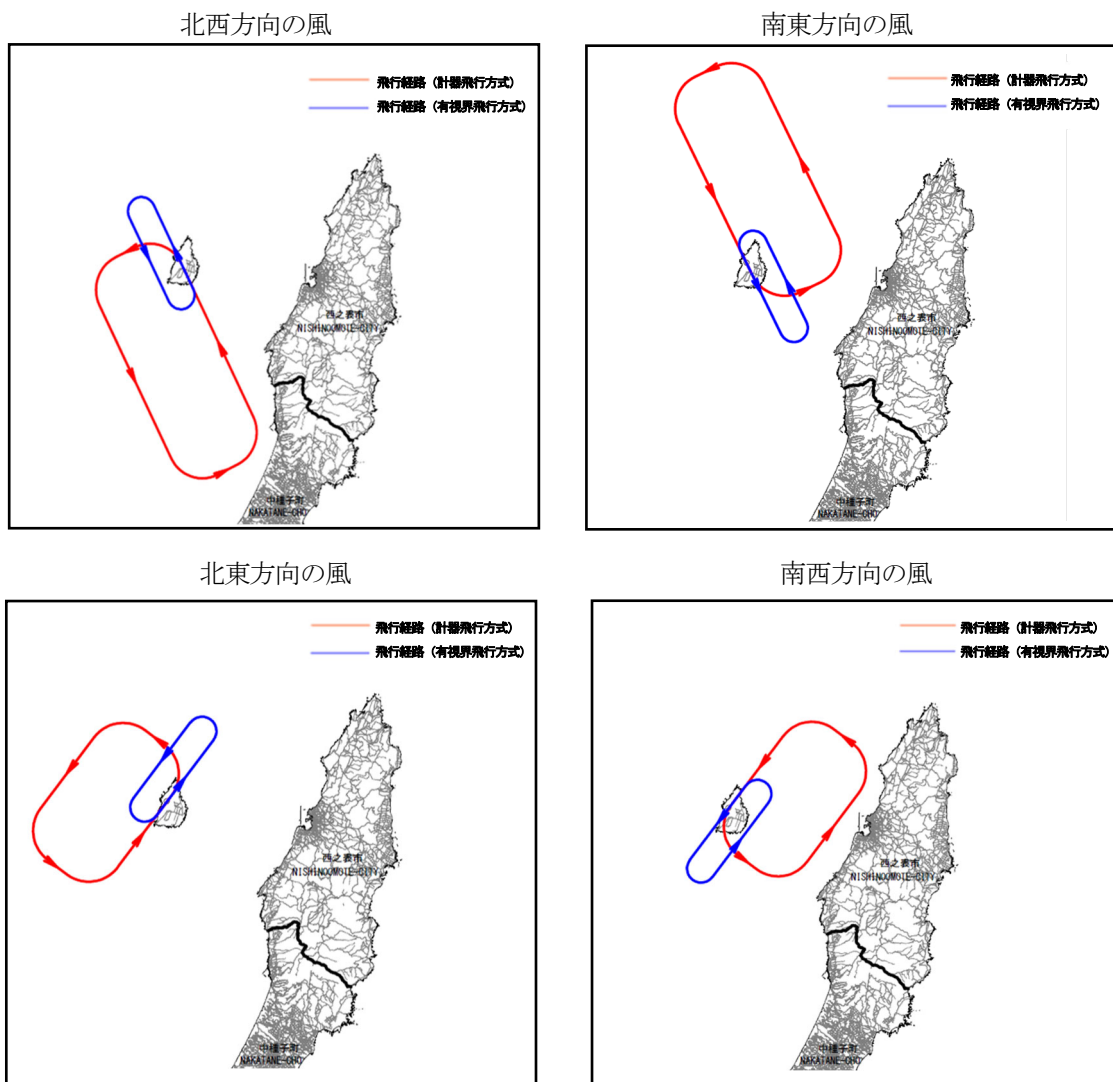 北西方向の風
飛行経路（計器飛行方式）
飛行経路（有視界飛行方式）
西之表市
NISHINOOMOTE-CITY
中種子町
NAKATANE-CHO
南東方向の風
飛行経路（計器飛行方式）
飛行経路（有視界飛行方式）
西之表市
NISHINOOMOTE-CITY
中種子町
NAKATANE-CHO
北東方向の風
飛行経路（計器飛行方式）
飛行経路（有視界飛行方式）
西之表市
NISHINOOMOTE-CITY
中種子町
NAKATANE-CHO
南西方向の風
飛行経路（計器飛行方式）
飛行経路（有視界飛行方式）
西之表市
NISHINOOMOTE-CITY
中種子町
NAKATANE-CHO